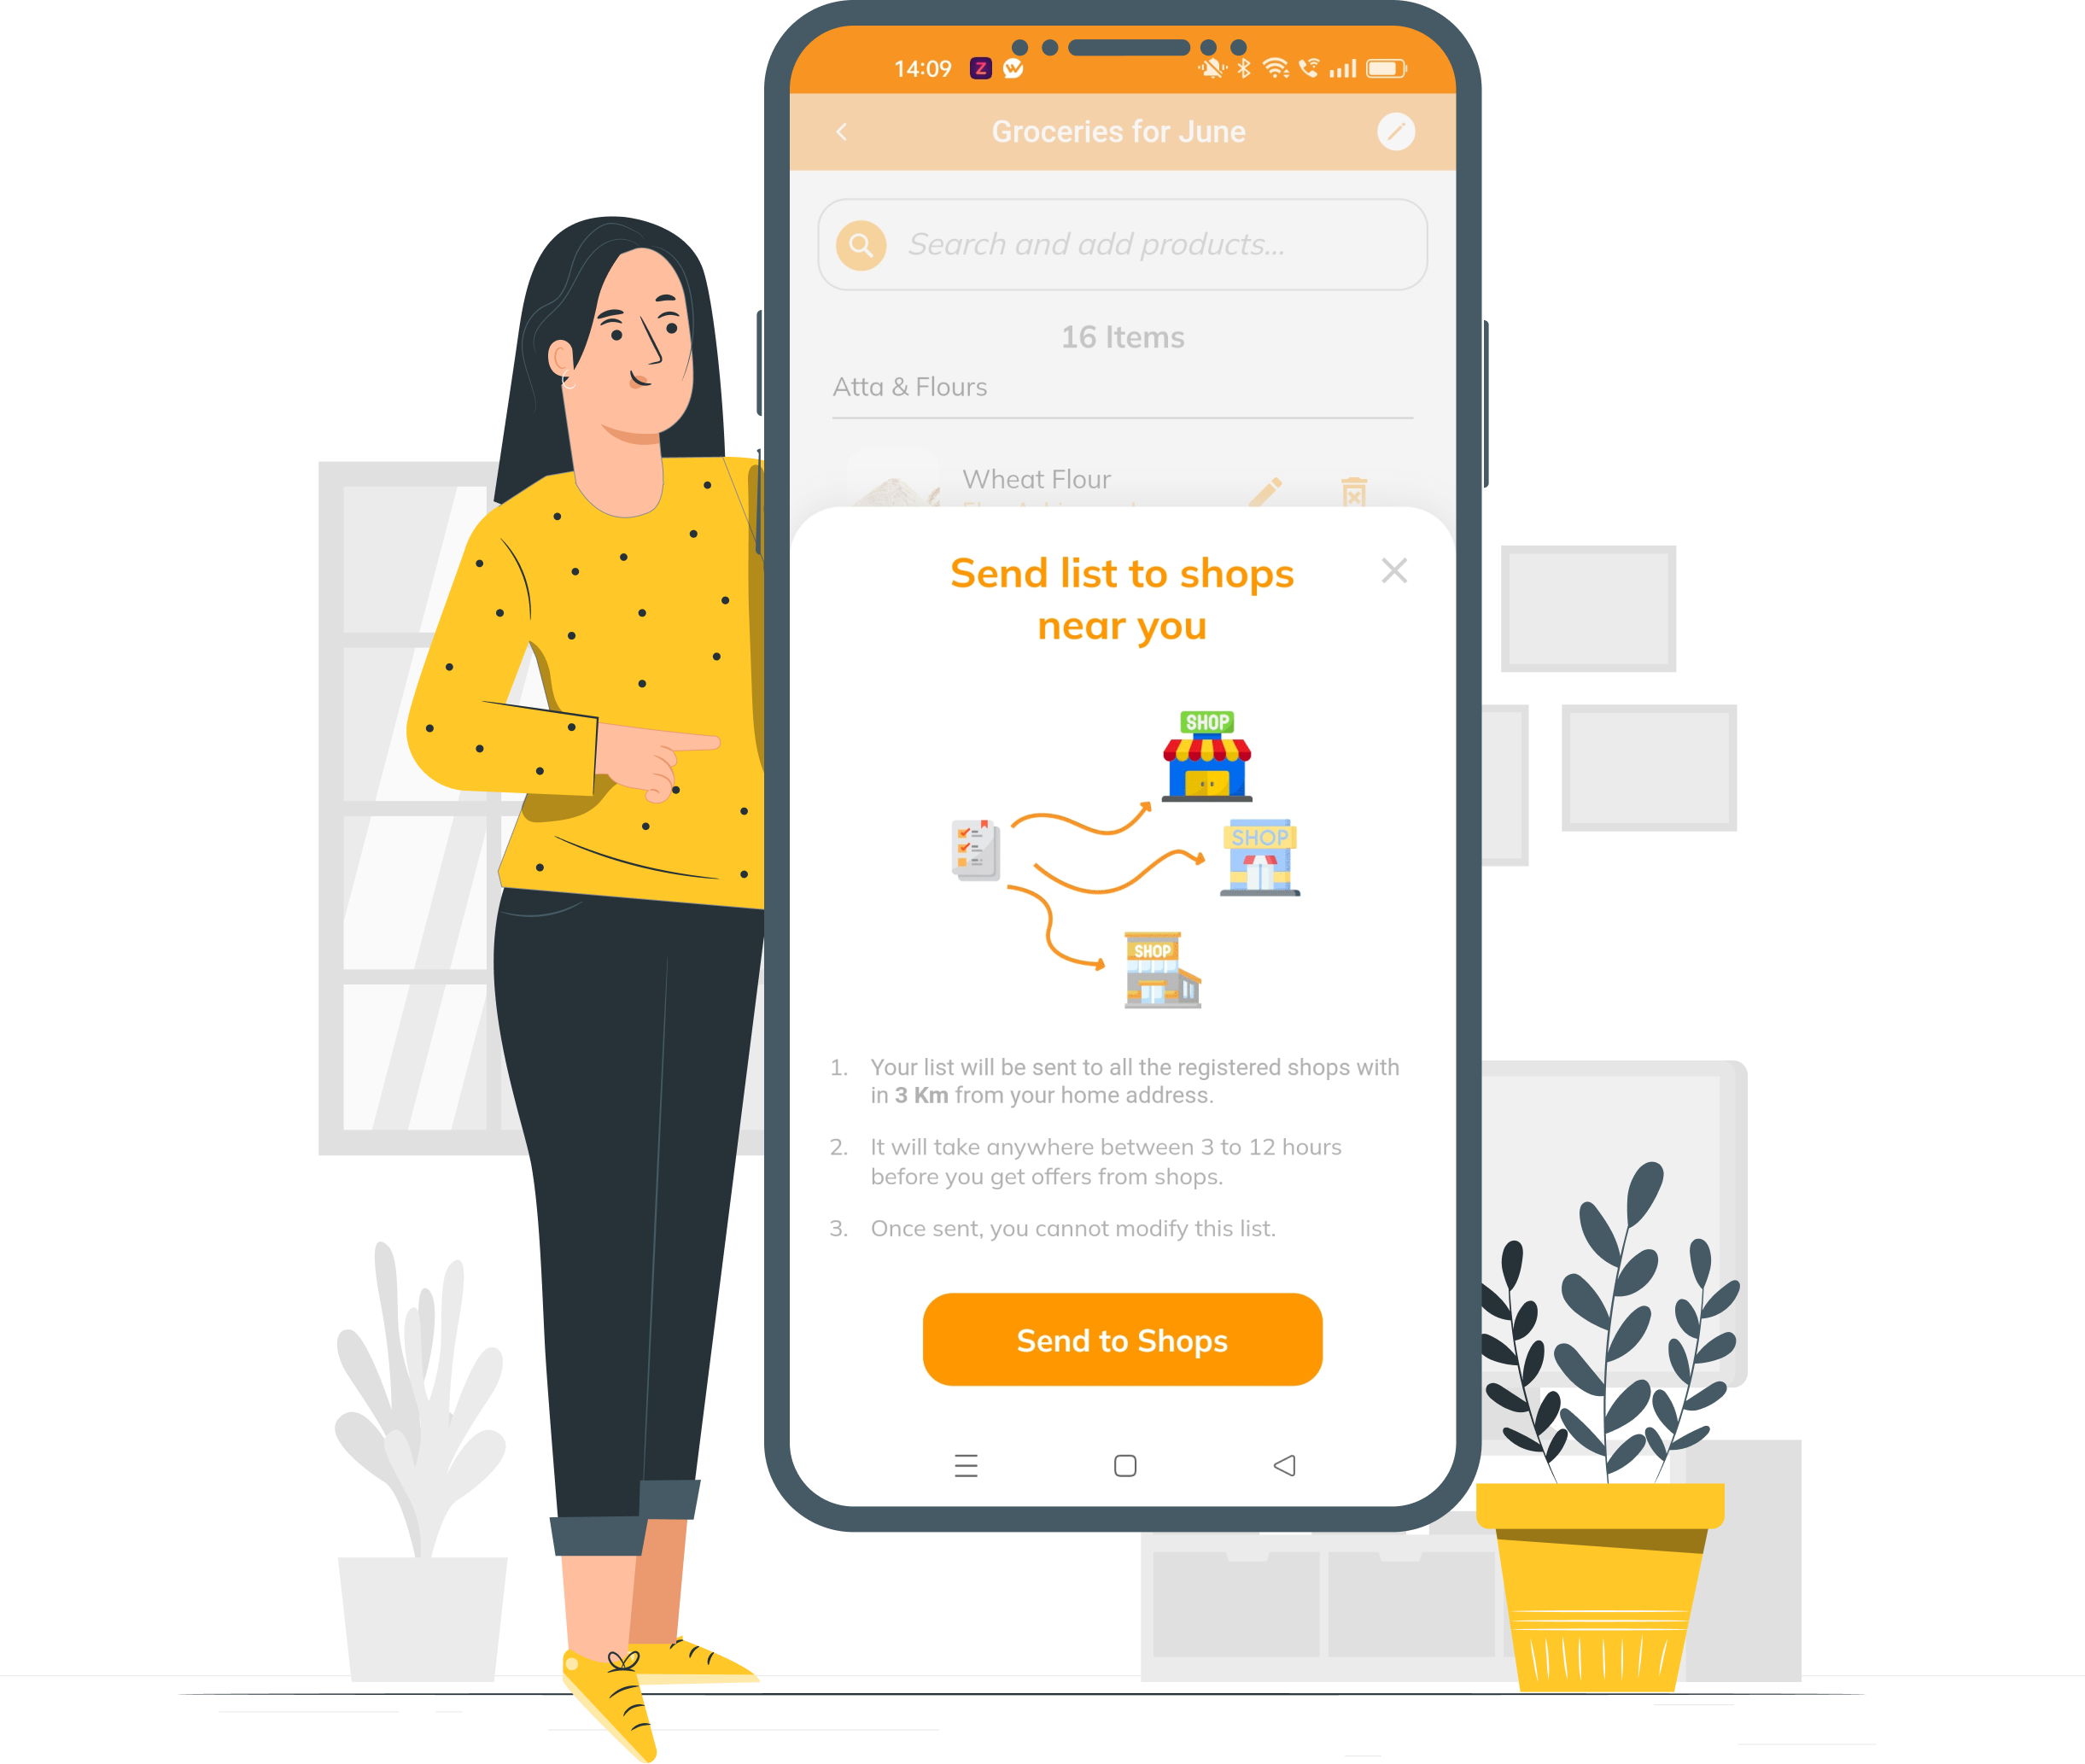 14:09
Groceries for June
Search and add products...
16 Items
Atta & Flours
Wheat Flour
Send list to shops
near you
SHOP
SHOP
SHOP
1. Your list will be sent to all the registered shops with
in 3 Km from your home address.
2. It will take anywhere between 3 to 12 hours
before you get offers from shops.
3. Once sent, you cannot modify this list.
Send to Shops